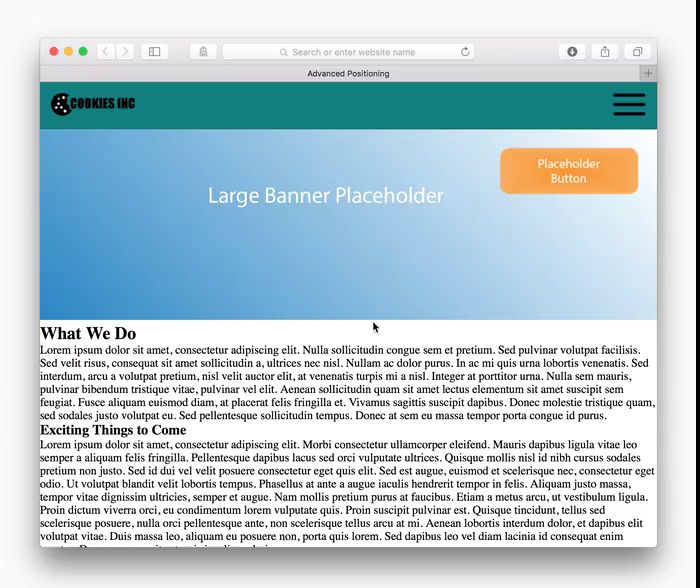 Search or enter website name
Advanced Positioning
COOKIES INC
Placeholder
Button
Large Banner Placeholder
What We Do
Lorem ipsum dolor sit amet, consectetur adipiscing elit. Nulla sollicitudin congue sem et pretium. Sed pulvinar volutpat facilisis.
Sed velit risus, consequat sit amet sollicitudin a, ultrices nec nisl. Nullam ac dolor purus. In ac mi quis urna lobortis venenatis. Sed
interdum, arcu a volutpat pretium, nisl velit auctor elit, at venenatis turpis mi a nisl. Integer at porttitor urna. Nulla sem mauris,
pulvinar bibendum tristique vitae, pulvinar vel elit. Aenean sollicitudin sit amet lectus elementum sit amet suscipit sem
feugiat. Fusce aliquam euismod diam, at placerat felis fringilla et. Vivamus sagittis suscipit dapibus. Donec molestie tristique quam,
sed sodales justo volutpat eu. Sed pellentesque sollicitudin tempus. Donec at sem eu massa tempor porta congue id purus.
Exciting Things to Come
Lorem ipsum dolor sit amet, consectetur adipiscing elit. Morbi consectetur ullamcorper eleifend. Mauris dapibus ligula vitae leo
semper a aliquam felis fringilla. Pellentesque dapibus lacus sed orci vulputate ultrices. Quisque mollis nisl id nibh cursus sodales
pretium non justo. Sed id dui vel velit posuere consectetur eget quis elit. Sed est augue, euismod et scelerisque nec, consectetur eget
odio. Ut volutpat blandit velit lobortis tempus. Phasellus at ante a augue iaculis hendrerit tempor in felis. Aliquam justo massa,
tempor vitae dignissim ultricies, semper et augue. Nam mollis pretium purus at faucibus. Etiam a metus arcu, ut vestibulum ligula.
Proin dictum viverra orci, eu condimentum lorem vulputate quis. Proin suscipit pulvinar est. Quisque tincidunt, tellus sed
scelerisque posuere, nulla orci pellentesque ante, non scelerisque tellus arcu at mi. Aenean lobortis interdum dolor, et dapibus elit
volutpat vitae. Duis massa leo, aliquam eu posuere non, porta quis lorem. Sed dapibus leo vel diam lacinia id consequat enim